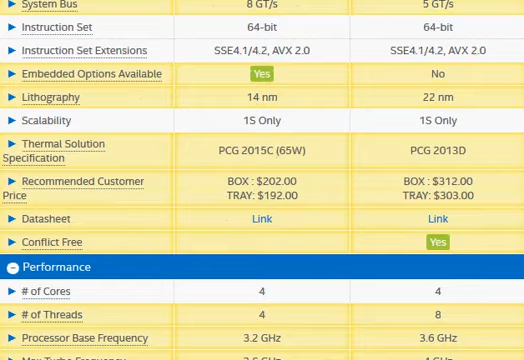 System Bus 8 GT/s 5 GT/s
Instruction Set 64-bit 64-bit
Instruction Set Extensions SSE4.1/4.2, AVX 2.0 SSE4.1/4.2, AVX 2.0
Embedded Options Available Yes No
Lithography 14 nm 22 nm
Scalability 1S Only 1S Only
Thermal Solution
Specification PCG 2015C (65W) PCG 2013D
Recommended Customer BOX : $202.00 BOX : $312.00
Price TRAY: $192.00 TRAY: $303.00
Datasheet Link Link
Conflict Free Yes
Performance
# of Cores 4 4
# of Threads 4 8
Processor Base Frequency 3.2 GHz 3.6 GHz